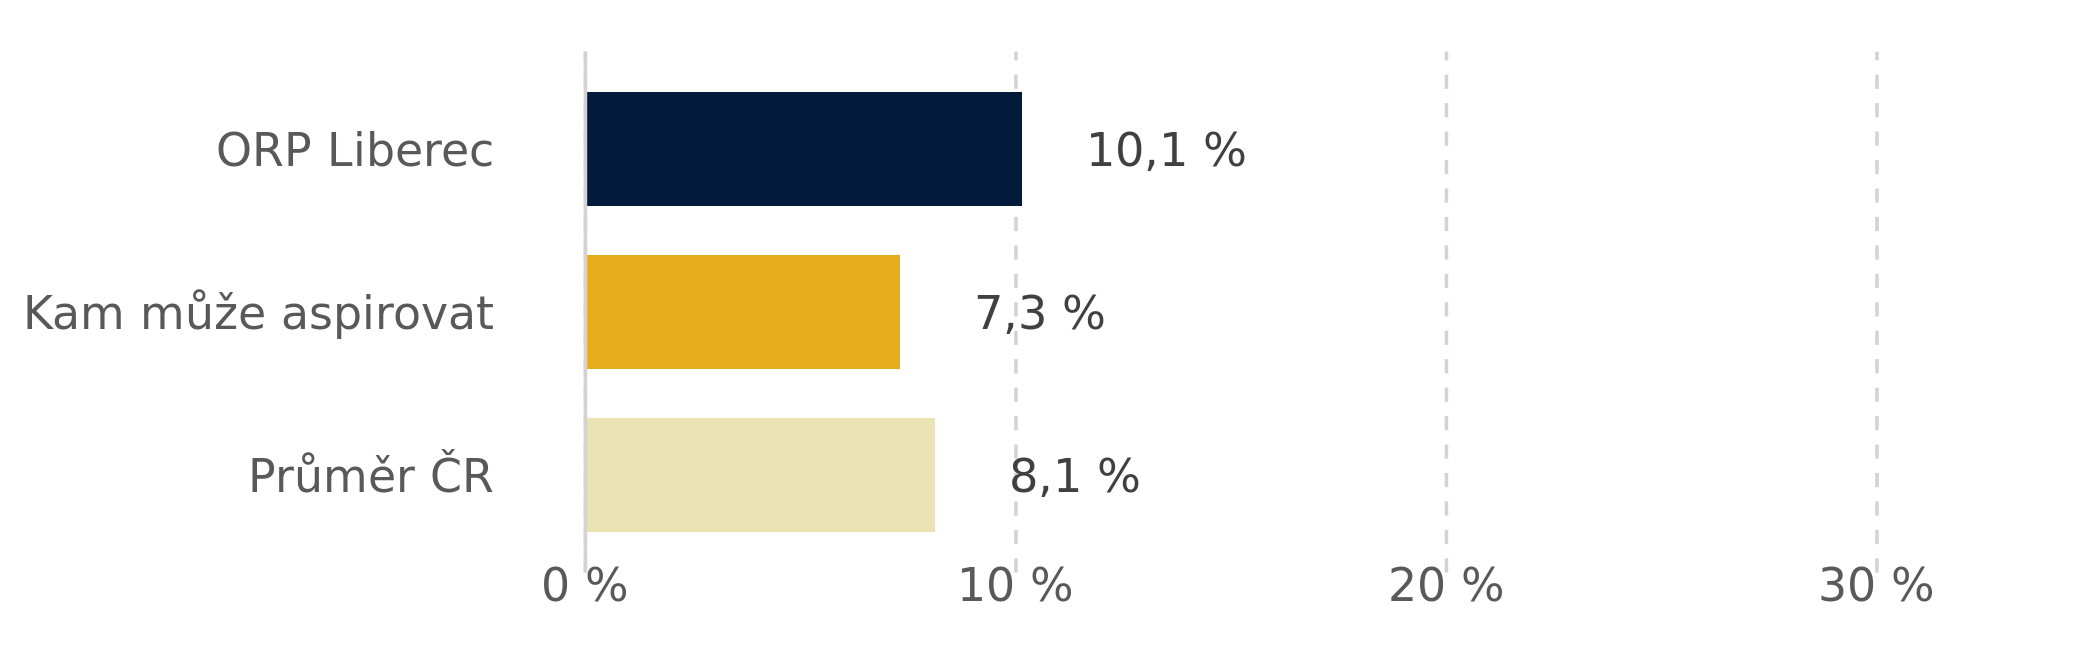 ORP Liberec 10,1 %
Kam může aspirovat 7,3 %
Průměr ČR 8,1 %
0 % 10 % 20 % 30 %